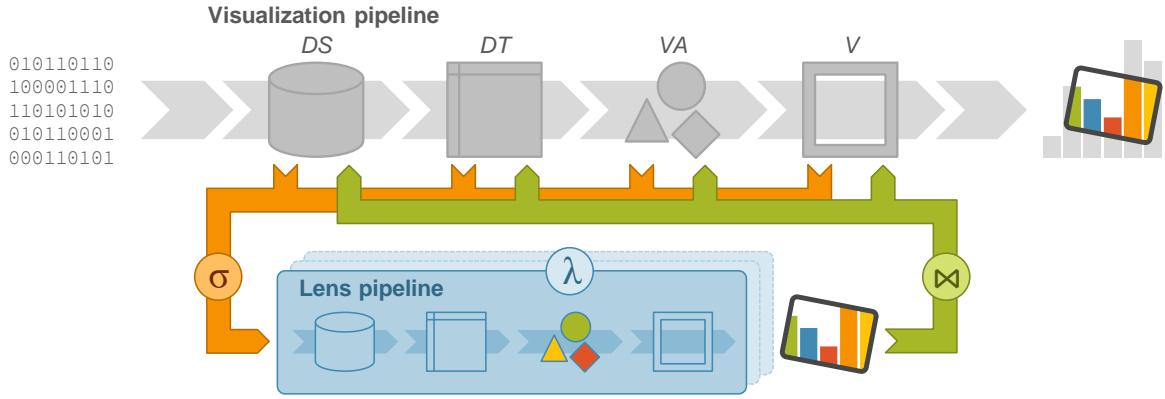 Visualization pipeline
DS DT VA V
010110110
100001110
110101010
010110001
000110101
σ λ ⋈
Lens pipeline